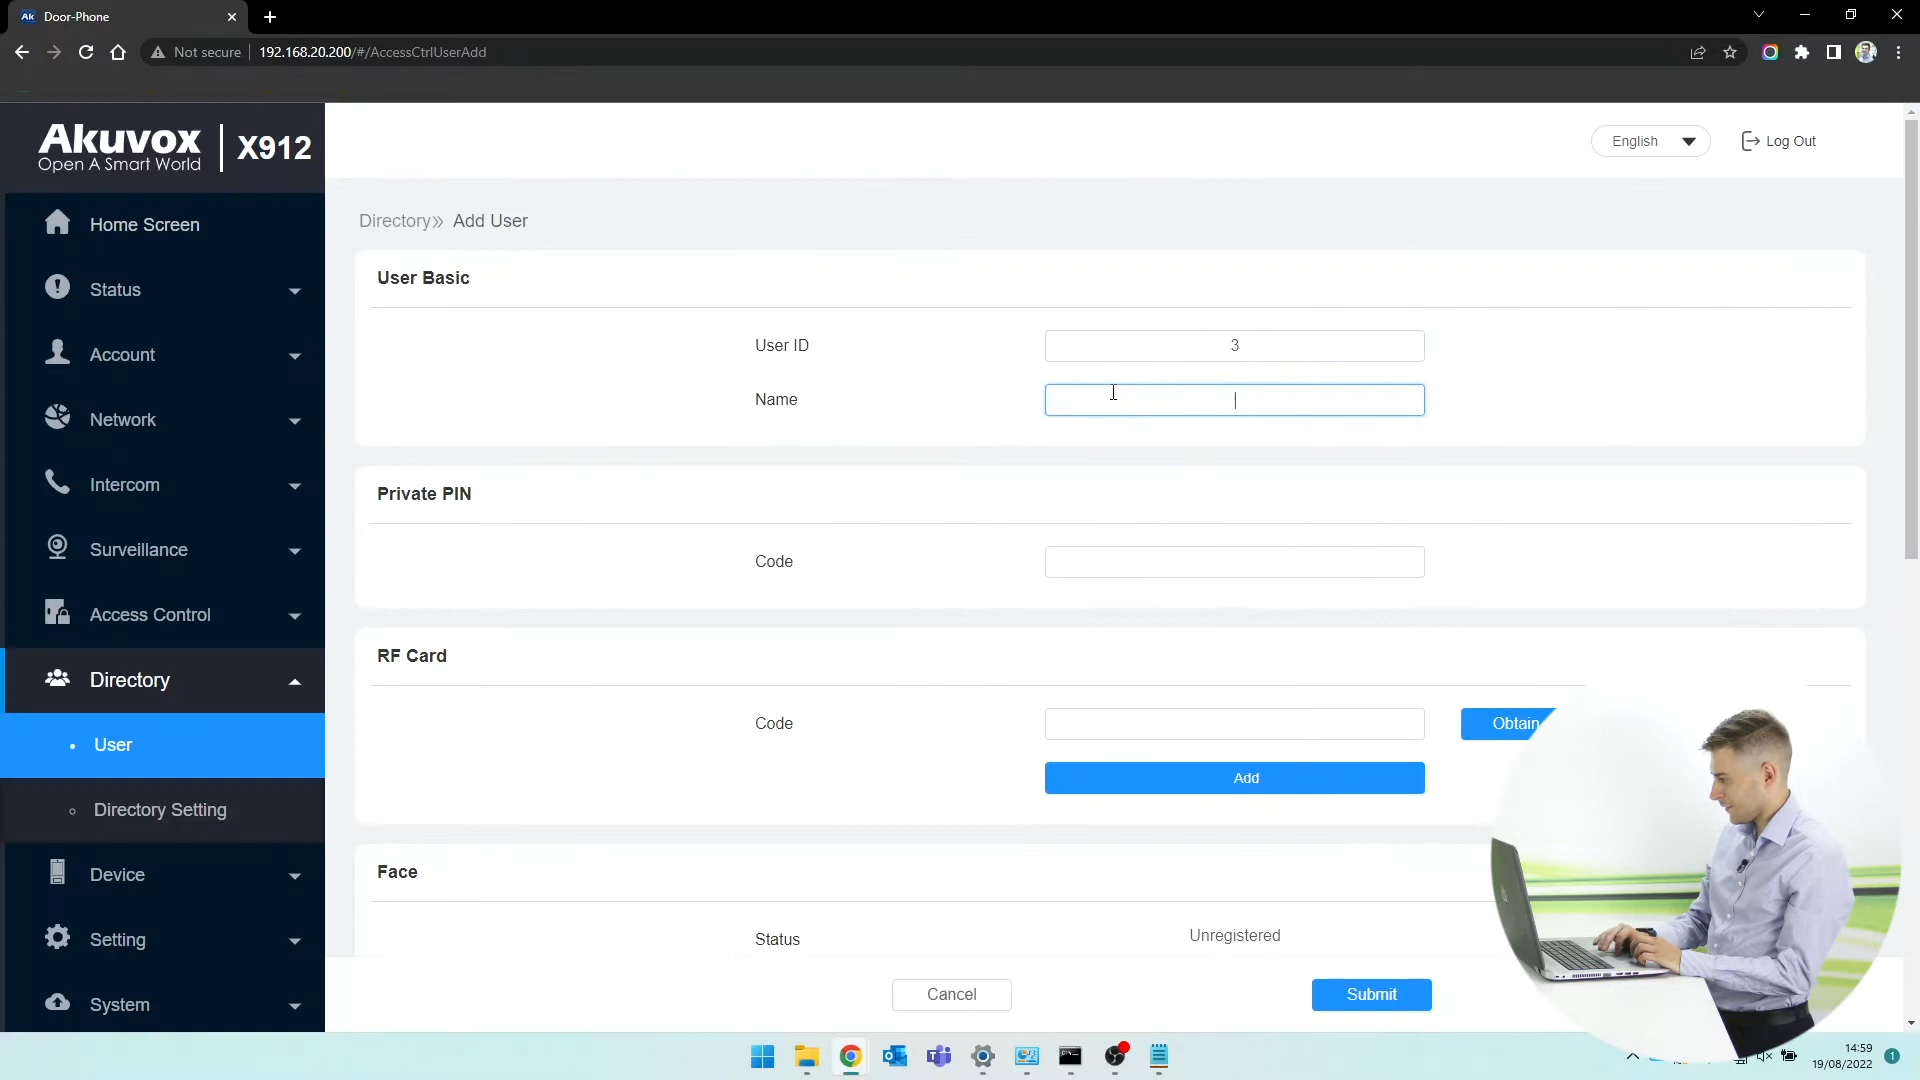 Ak Door-Phone
Not secure 192.168.20.200/#/AccessCtrlUserAdd
Akuvox X912
Open A Smart World
English
Log Out
Home Screen
Status
Account
Network
Intercom
Surveillance
Access Control
Directory
User
Directory Setting
Device
Setting
System
Directory» Add User
User Basic
User ID 3
Name
Private PIN
Code
RF Card
Code Obtain
Add
Face
Status Unregistered
Cancel Submit
14:59
19/08/2022
1